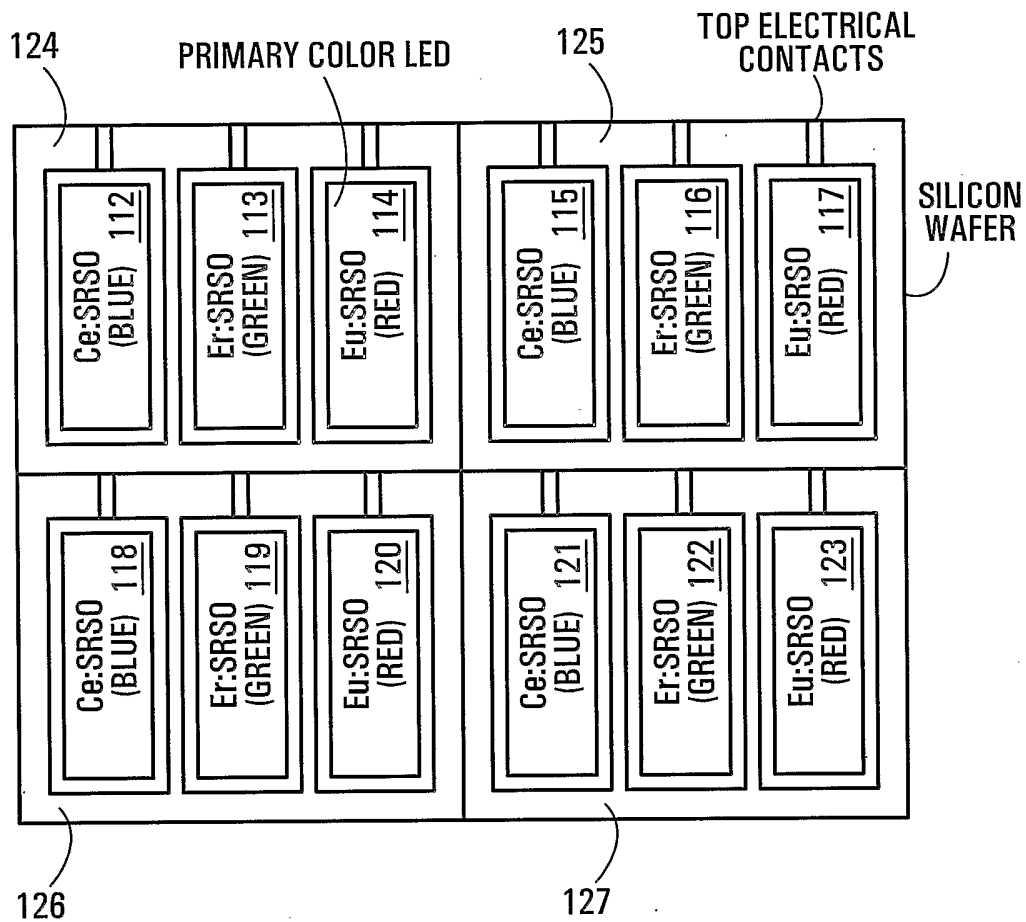 124
PRIMARY COLOR LED
125
TOP ELECTRICAL
CONTACTS
SILICON
WAFER
Ce:SRSO
(BLUE) 112
Er:SRSO
(GREEN) 113
Eu:SRSO
(RED) 114
Ce:SRSO
(BLUE) 115
Er:SRSO
(GREEN) 116
Eu:SRSO
(RED) 117
Ce:SRSO
(BLUE) 118
Er:SRSO
(GREEN) 119
Eu:SRSO
(RED) 120
Ce:SRSO
(BLUE) 121
Er:SRSO
(GREEN) 122
Eu:SRSO
(RED) 123
126
127